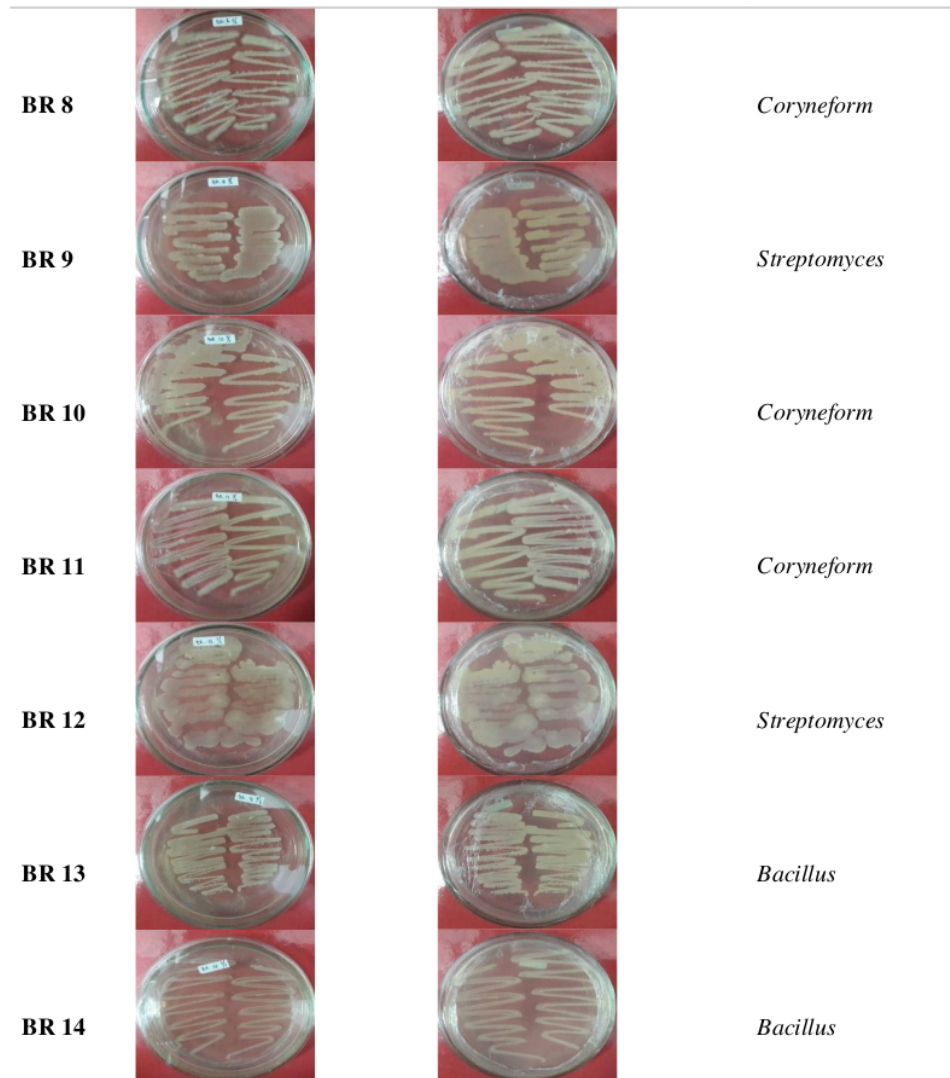 BR 8 Coryneform
BR 9 Streptomyces
BR 10 Coryneform
BR 11 Coryneform
BR 12 Streptomyces
BR 13 Bacillus
BR 14 Bacillus